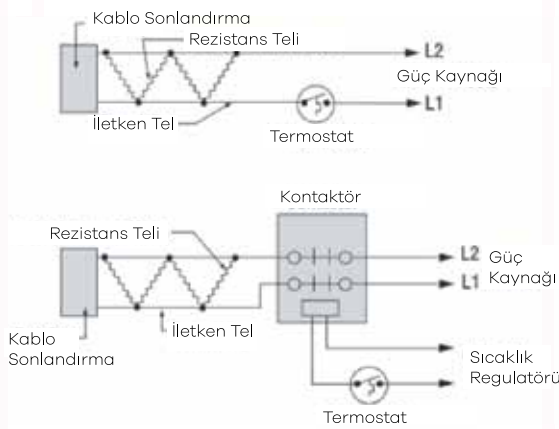 Kablo Sonlandırma
Rezistans Teli
L2
Güç Kaynağı
L1
İletken Tel
Termostat
Kontaktör
Rezistans Teli
L2 Güç
L1 Kaynağı
İletken Tel
Kablo
Sonlandırma
Sıcaklık
Regulatörü
Termostat